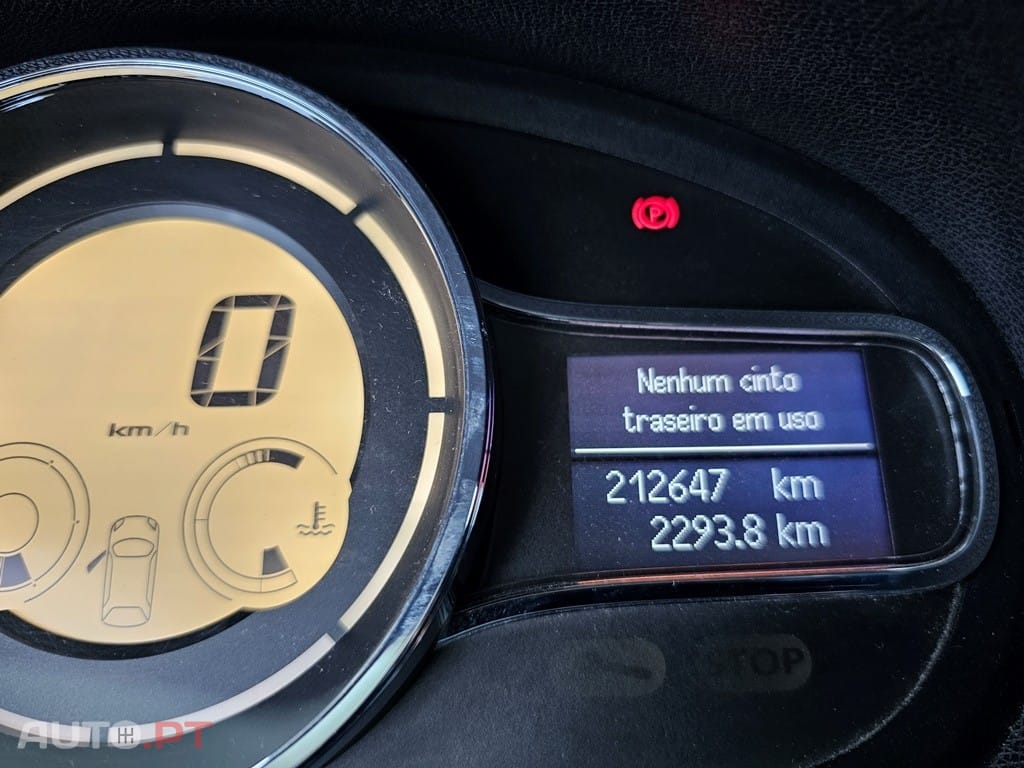 0
km/h
P
Nenhum cinto
traseiro em uso
212647 km
2293.8 km
STOP
AUTO.PT